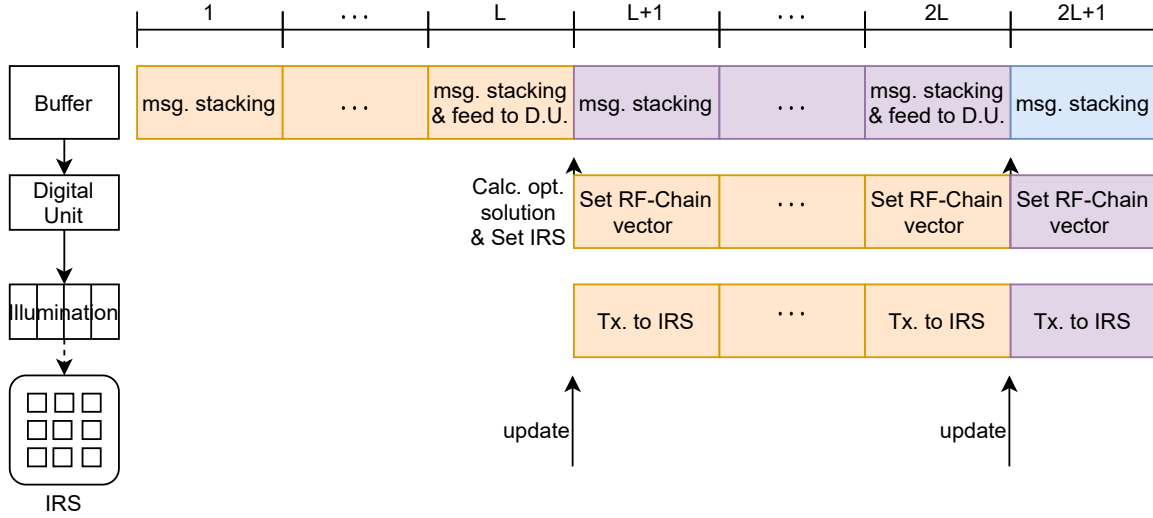 1
...
L
L+1
...
2L
2L+1
Buffer
msg. stacking
...
msg. stacking
& feed to D.U.
msg. stacking
...
msg. stacking
& feed to D.U.
msg. stacking
Digital
Unit
Calc. opt.
solution
& Set IRS
Set RF-Chain
vector
...
Set RF-Chain
vector
Set RF-Chain
vector
Illumination
Tx. to IRS
...
Tx. to IRS
Tx. to IRS
update
update
IRS